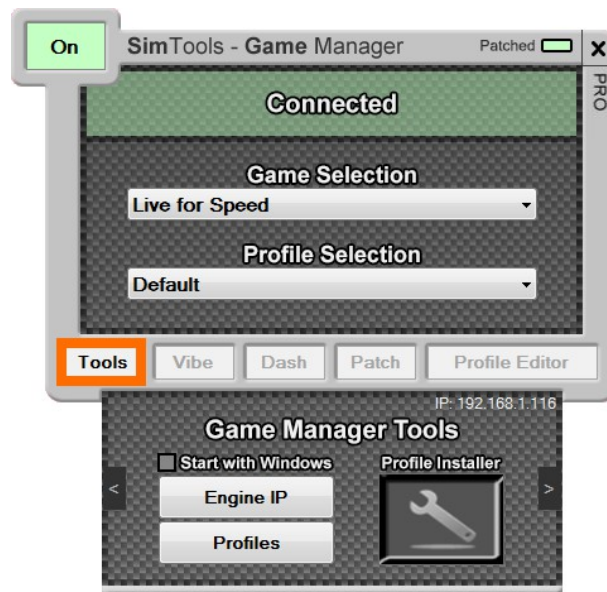 On
SimTools - Game Manager
Patched
X
PRO
Connected
Game Selection
Live for Speed
Profile Selection
Default
Tools
Vibe
Dash
Patch
Profile Editor
IP: 192.168.1.116
Game Manager Tools
Start with Windows
Profile Installer
<
Engine IP
>
Profiles